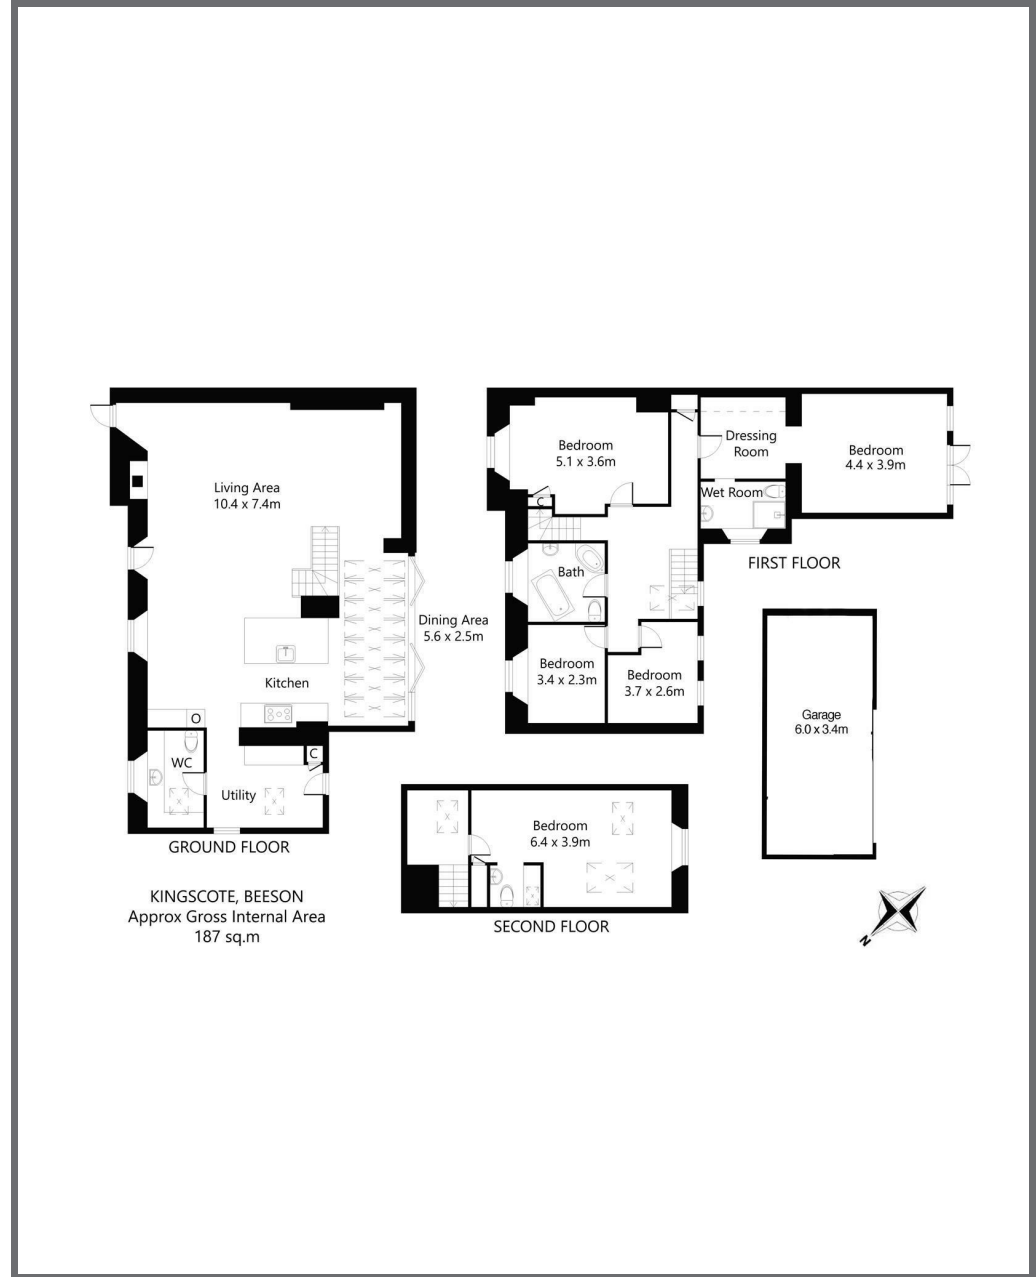 Living Area
10.4 x 7.4m
Dining Area
5.6 x 2.5m
Kitchen
O
WC
C
Utility
GROUND FLOOR
Bedroom
5.1 x 3.6m
Dressing
Room
Bedroom
4.4 x 3.9m
Wet Room
C
Bath
Bedroom
3.4 x 2.3m
Bedroom
3.7 x 2.6m
FIRST FLOOR
Garage
6.0 x 3.4m
Bedroom
6.4 x 3.9m
SECOND FLOOR
KINGSCOTE, BEESON
Approx Gross Internal Area
187 sq.m
N